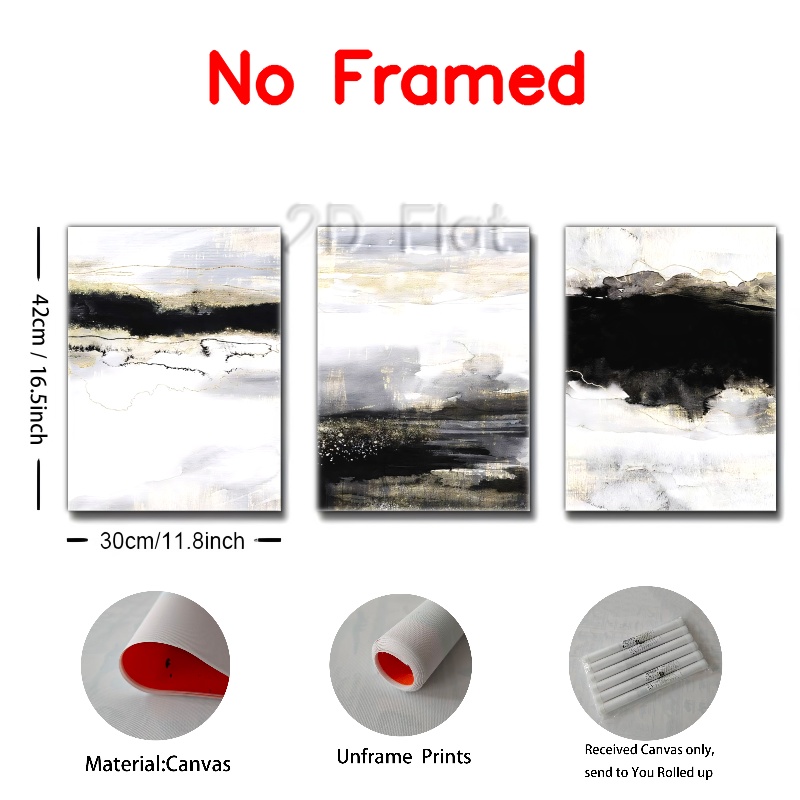 No Framed
2D Flat
42cm / 16.5inch
30cm/11.8inch
Material:Canvas
Unframe Prints
Received Canvas only,
send to You Rolled up